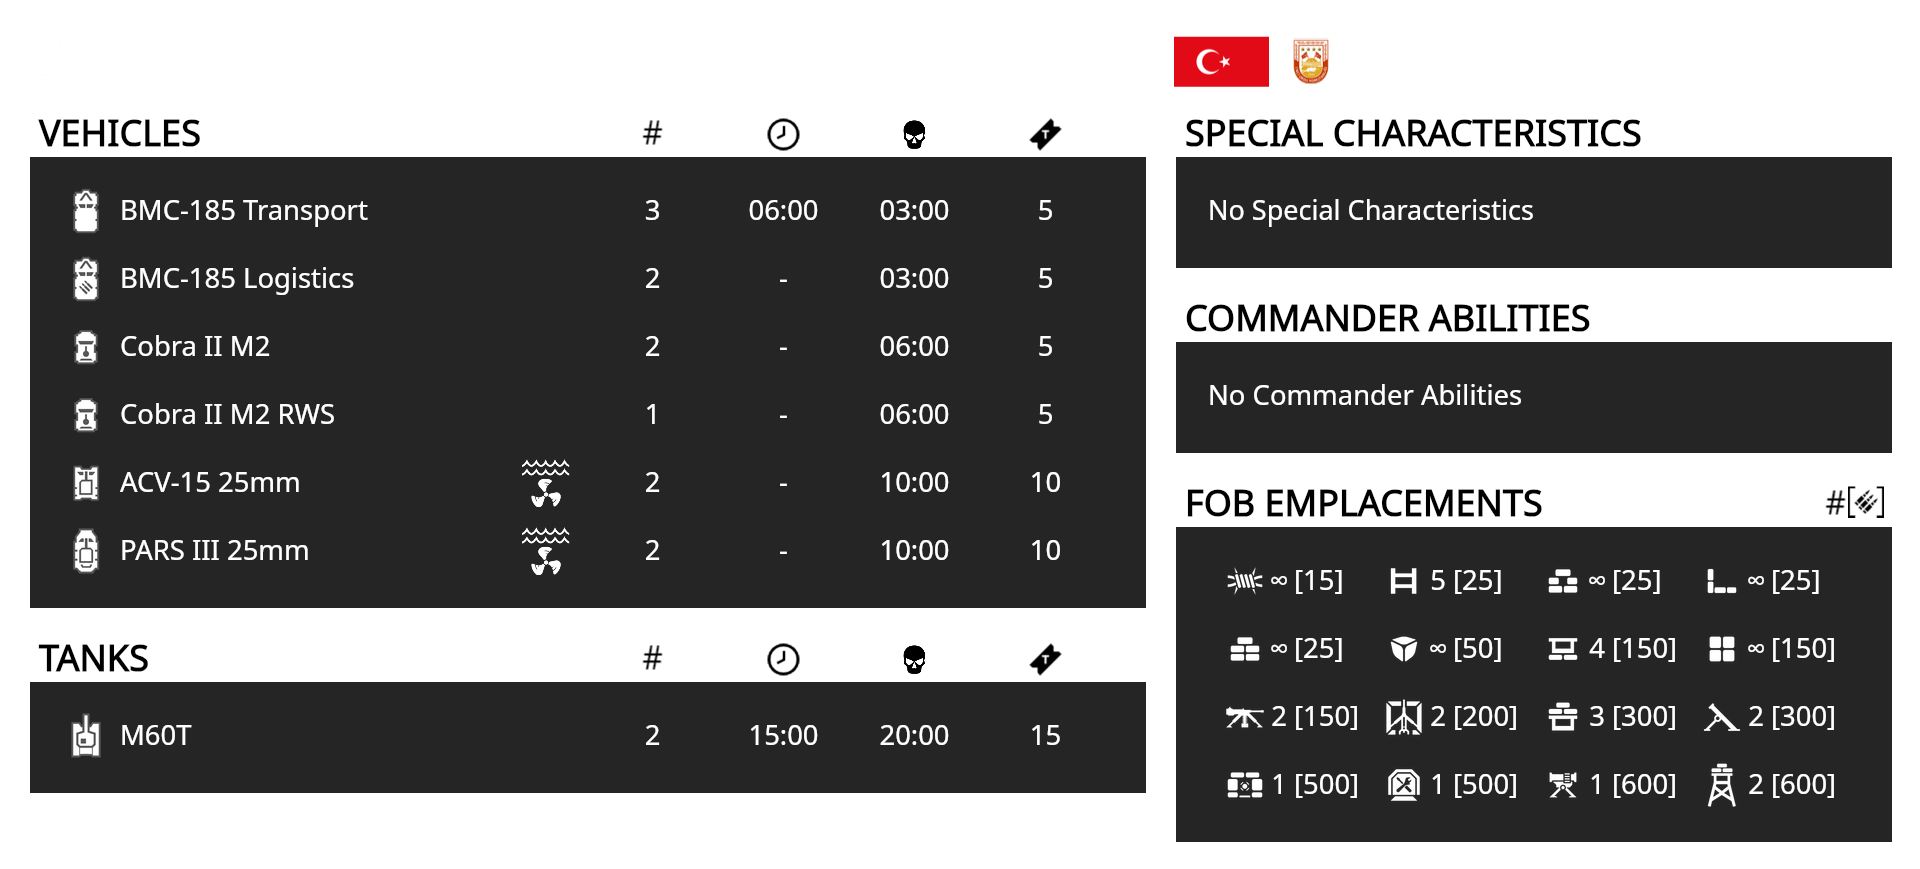 VEHICLES #
BMC-185 Transport 3 06:00 03:00 5
BMC-185 Logistics 2 - 03:00 5
Cobra II M2 2 - 06:00 5
Cobra II M2 RWS 1 - 06:00 5
ACV-15 25mm 2 - 10:00 10
PARS III 25mm 2 - 10:00 10
TANKS #
M60T 2 15:00 20:00 15
SPECIAL CHARACTERISTICS
No Special Characteristics
COMMANDER ABILITIES
No Commander Abilities
FOB EMPLACEMENTS #[]
∞ [15] 5 [25] ∞ [25] ∞ [25]
∞ [25] ∞ [50] 4 [150] ∞ [150]
2 [150] 2 [200] 3 [300] 2 [300]
1 [500] 1 [500] 1 [600] 2 [600]